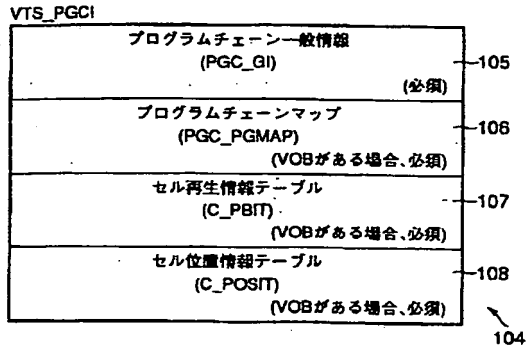 VTS_PGCI
プログラムチェーン一般情報
(PGC_GI)
(必須)
105
プログラムチェーンマップ
(PGC_PGMAP)
(VOBがある場合、必須)
106
セル再生情報テーブル
(C_PBIT)
(VOBがある場合、必須)
107
セル位置情報テーブル
(C_POSIT)
(VOBがある場合、必須)
108
104